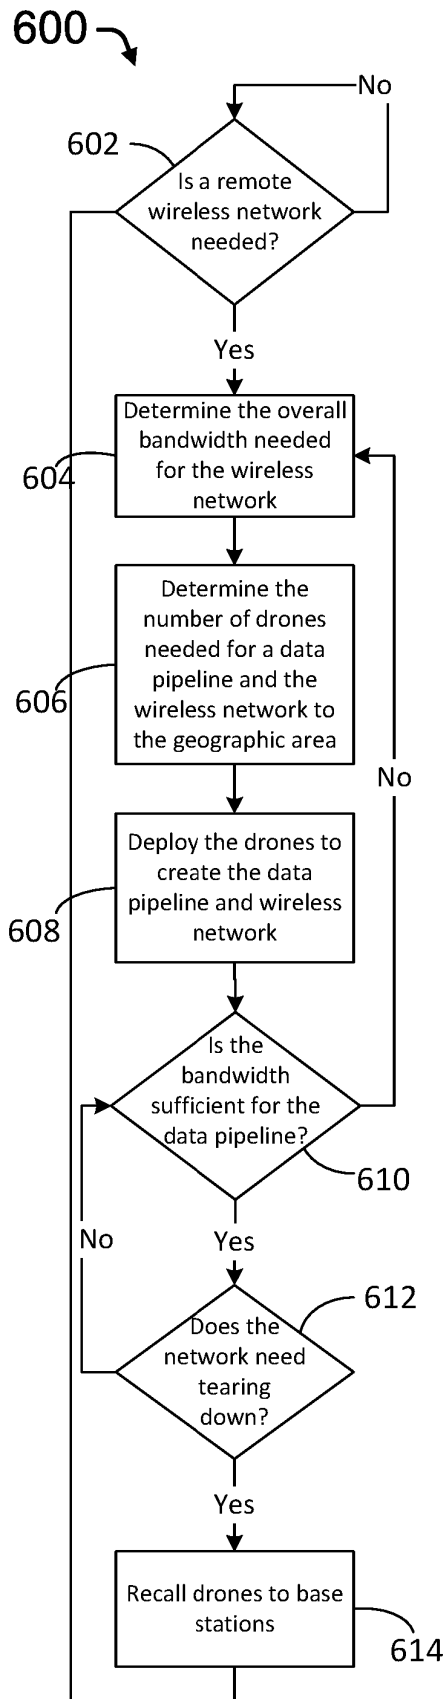 600
No
602
Is a remote
wireless network
needed?
Yes
Determine the overall
bandwidth needed
for the wireless
network
604
Determine the
number of drones
needed for a data
pipeline and the
wireless network to
the geographic area
606
No
Deploy the drones to
create the data
pipeline and wireless
network
608
Is the
bandwidth
sufficient for the
data pipeline?
610
No
Yes
612
Does the
network need
tearing
down?
Yes
Recall drones to base
stations
614